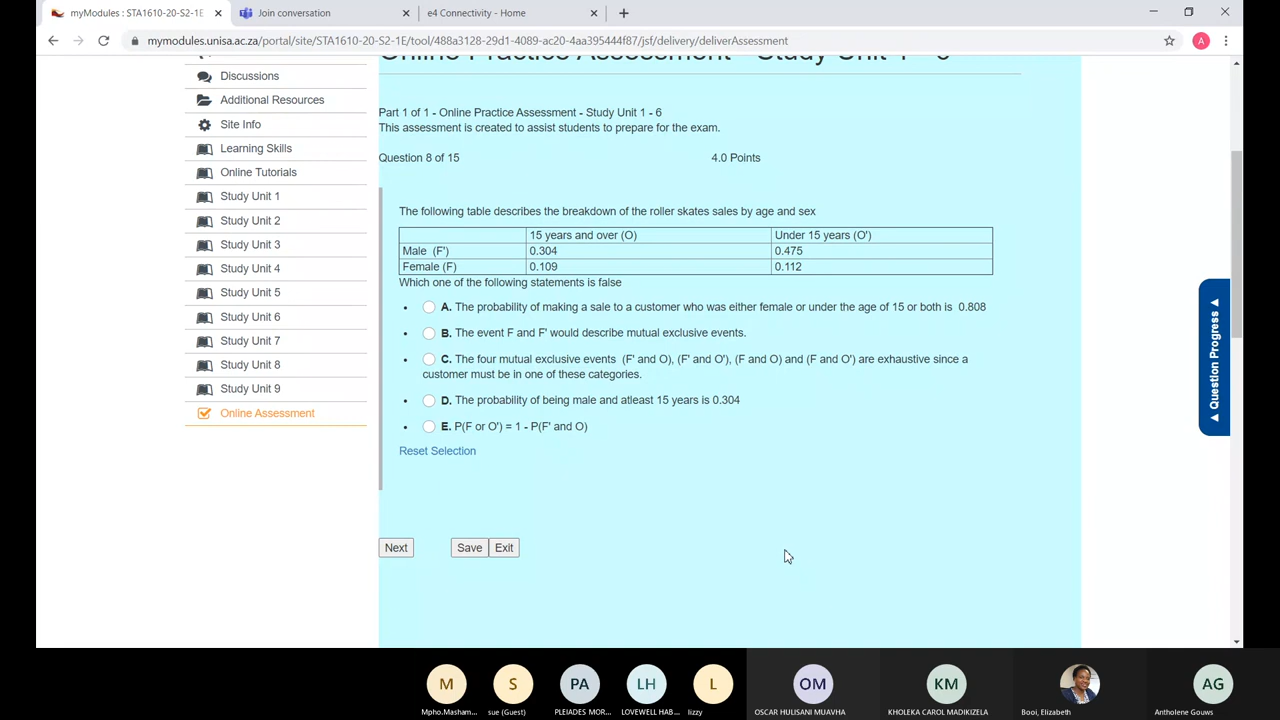 myModules : STA1610-20-S2-1E
Join conversation
e4 Connectivity - Home
mymodules.unisa.ac.za/portal/site/STA1610-20-S2-1E/tool/488a3128-29d1-4089-ac20-4aa395444f87/jsf/delivery/deliverAssessment
A
Discussions
Additional Resources
Site Info
Learning Skills
Online Tutorials
Study Unit 1
Study Unit 2
Study Unit 3
Study Unit 4
Study Unit 5
Study Unit 6
Study Unit 7
Study Unit 8
Study Unit 9
Online Assessment
Online Practice Assessment - Study Unit 1 - 6
Part 1 of 1 - Online Practice Assessment - Study Unit 1 - 6
This assessment is created to assist students to prepare for the exam.
Question 8 of 15 4.0 Points
The following table describes the breakdown of the roller skates sales by age and sex
15 years and over (O) Under 15 years (O')
Male (F') 0.304 0.475
Female (F) 0.109 0.112
Which one of the following statements is false
A. The probability of making a sale to a customer who was either female or under the age of 15 or both is 0.808
B. The event F and F' would describe mutual exclusive events.
C. The four mutual exclusive events (F' and O), (F' and O'), (F and O) and (F and O') are exhaustive since a
customer must be in one of these categories.
D. The probability of being male and atleast 15 years is 0.304
E. P(F or O') = 1 - P(F' and O)
Reset Selection
Next Save Exit
Question Progress
M S PA LH L OM KM AG
Mpho.Masham... sue (Guest) PLEIADES MOR... LOVEWELL HAB... lizzy OSCAR HULISANI MUAVHA KHOLEKA CAROL MADIKIZELA Booi, Elizabeth Antholene Gouws